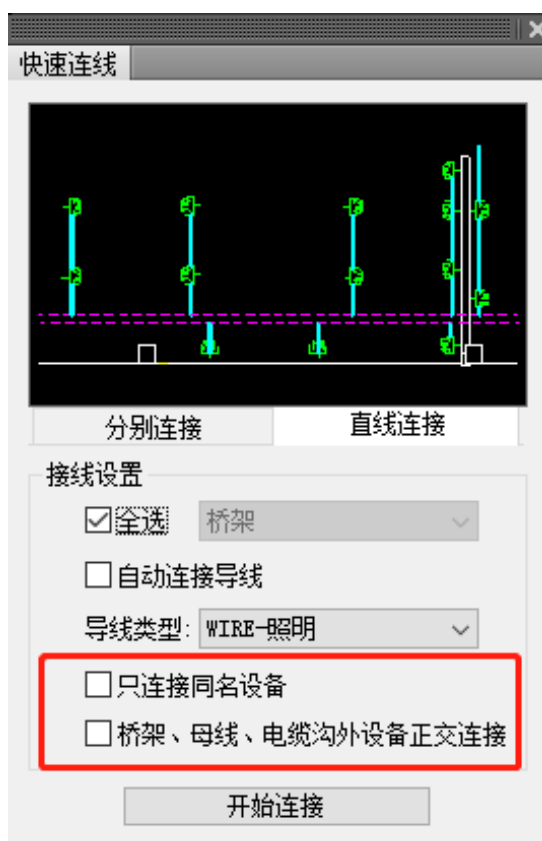 快速连线
分别连接
直线连接
接线设置
全选 桥架
自动连接导线
导线类型: WIRE-照明
只连接同名设备
桥架、母线、电缆沟外设备正交连接
开始连接